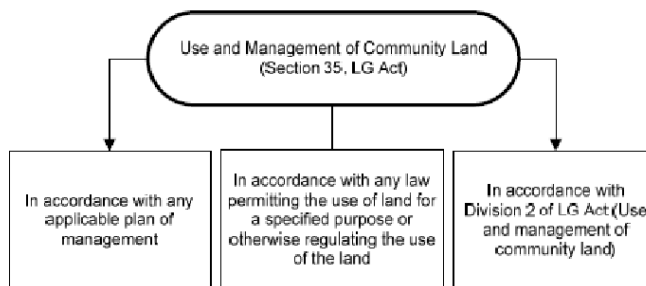 Use and Management of Community Land
(Section 35, LG Act)
In accordance with any
applicable plan of
management
In accordance with any law
permitting the use of land for
a specified purpose or
otherwise regulating the use
of the land
In accordance with
Division 2 of LG Act (Use
and management of
community land)